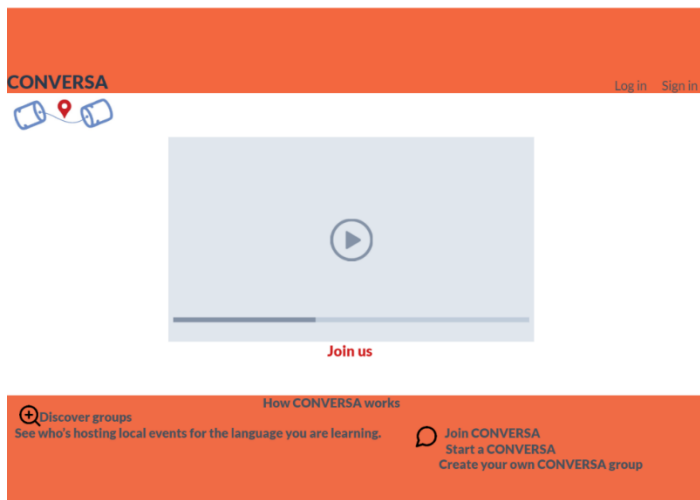 CONVERSA
Log in Sign in
Join us
How CONVERSA works
Discover groups
See who's hosting local events for the language you are learning.
Join CONVERSA
Start a CONVERSA
Create your own CONVERSA group